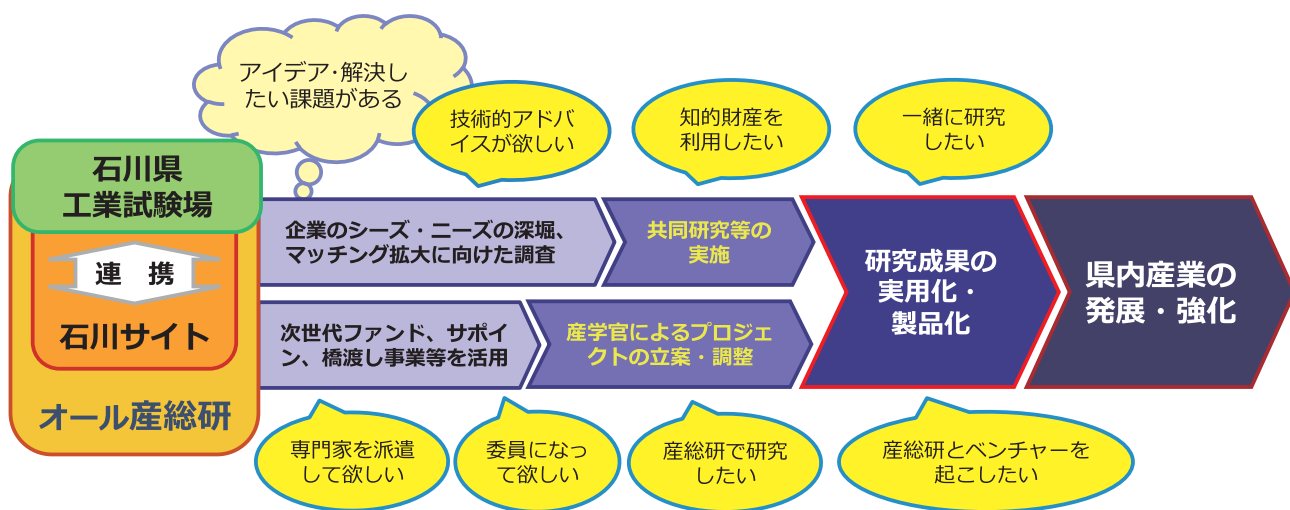 アイデア・解決し
たい課題がある
技術的アドバ
イスが欲しい
知的財産を
利用したい
一緒に研究
したい
石川県
工業試験場
連 携
石川サイト
オール産総研
企業のシーズ・ニーズの深堀、
マッチング拡大に向けた調査
共同研究等の
実施
次世代ファンド、サポイ
ン、橋渡し事業等を活用
産学官によるプロジェ
クトの立案・調整
研究成果の
実用化・
製品化
県内産業の
発展・強化
専門家を派遣
して欲しい
委員になっ
て欲しい
産総研で研究
したい
産総研とベンチャーを
起こしたい